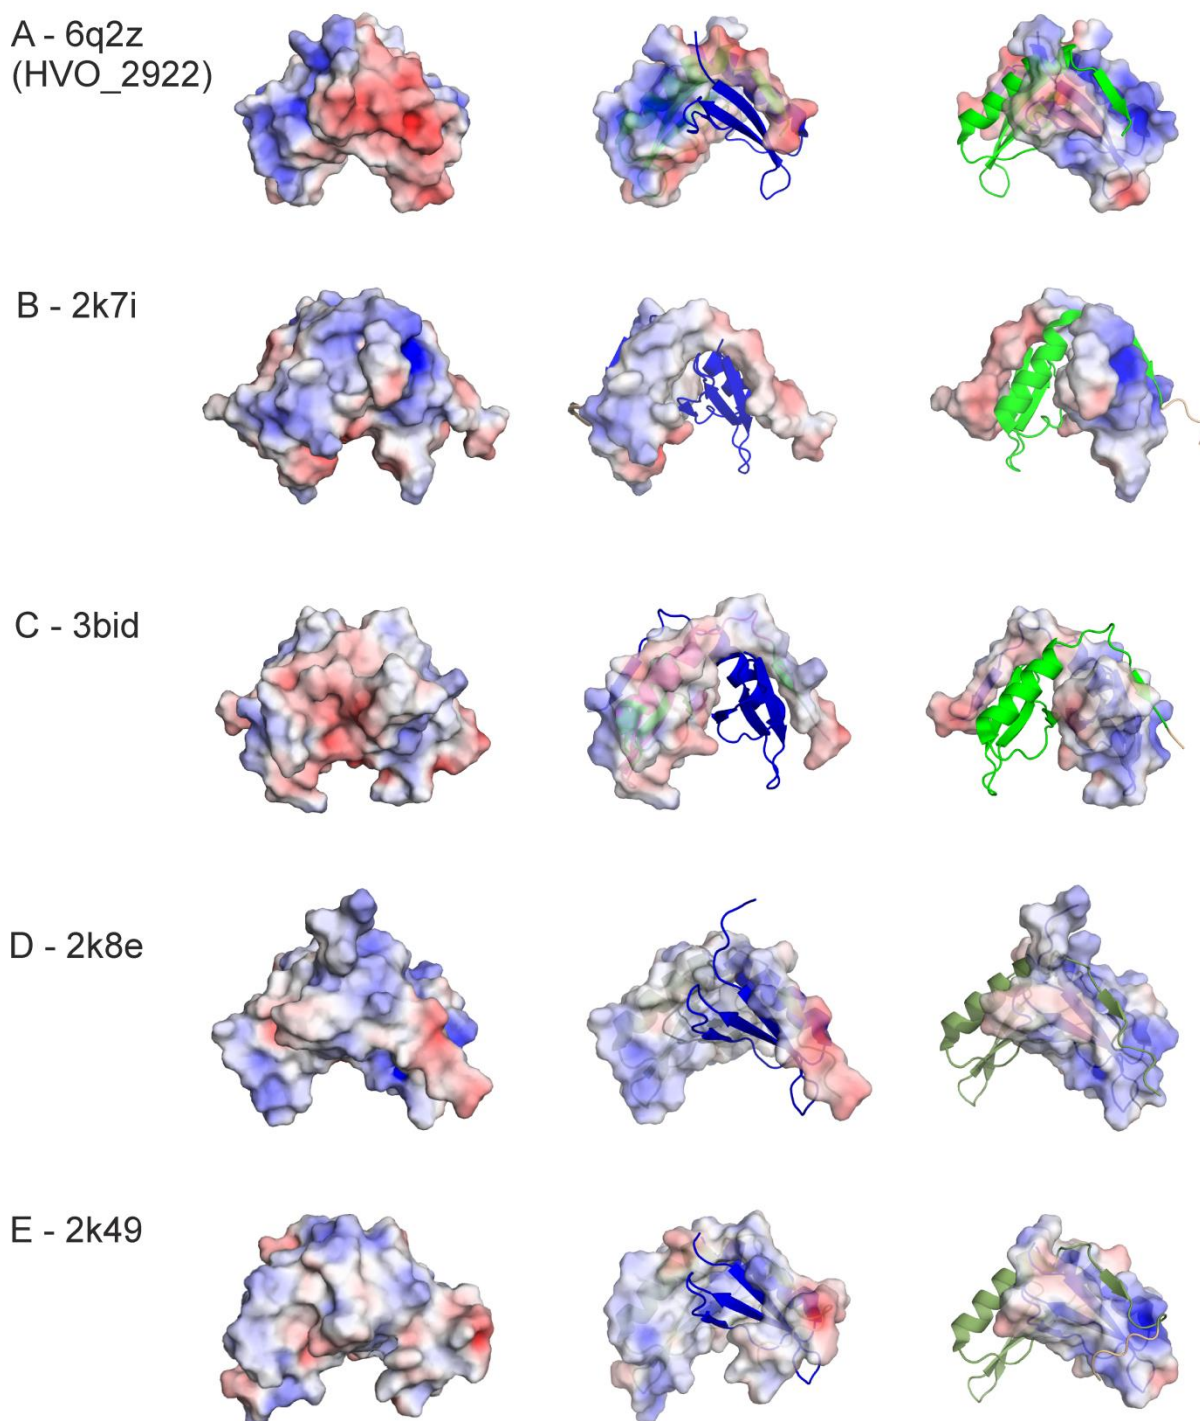 A - 6q2z
(HVO_2922)
B - 2k7i
C - 3bid
D - 2k8e
E - 2k49